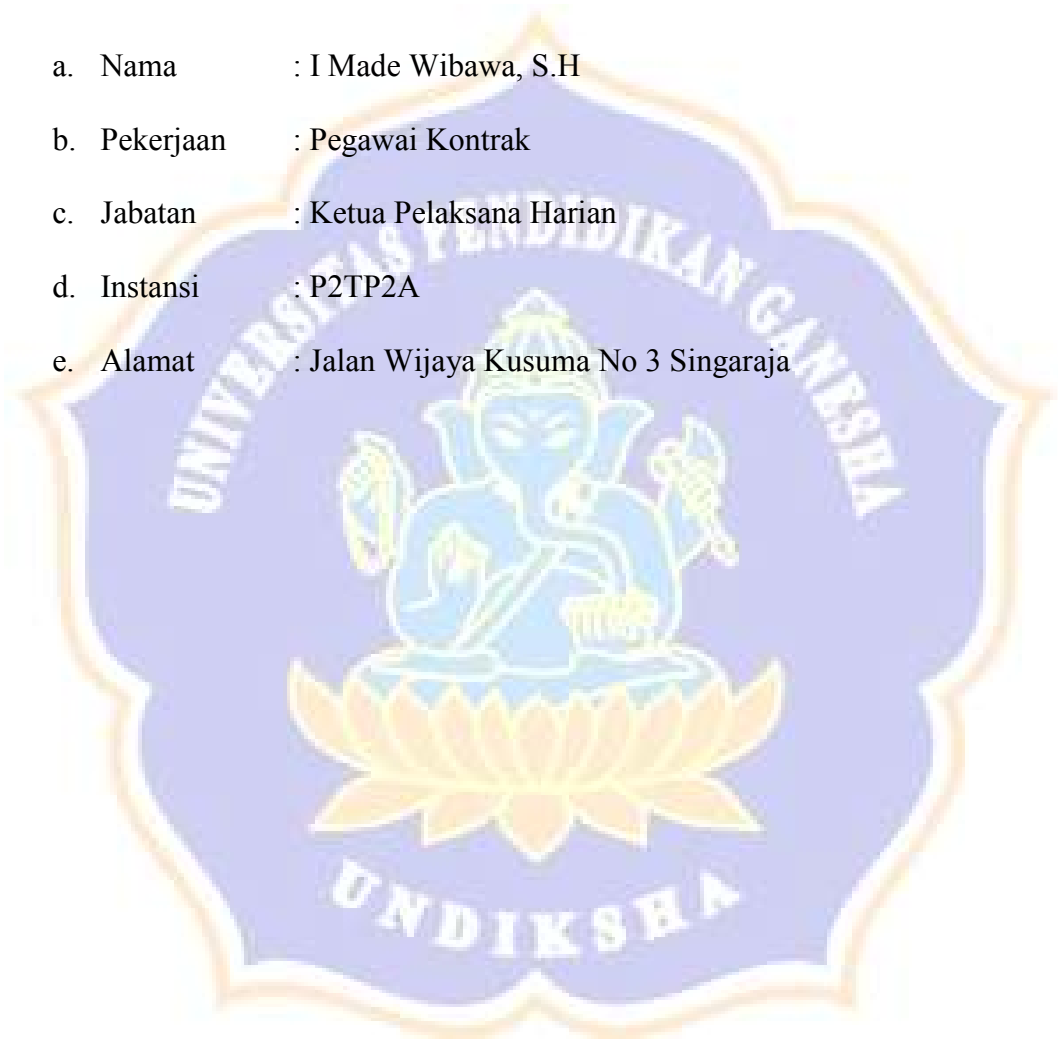 a. Nama : I Made Wibawa, S.H
b. Pekerjaan : Pegawai Kontrak
c. Jabatan : Ketua Pelaksana Harian
d. Instansi : P2TP2A
e. Alamat : Jalan Wijaya Kusuma No 3 Singaraja
UNIVERSITAS PENDIDIKAN GANESHA
UNDIKSHA